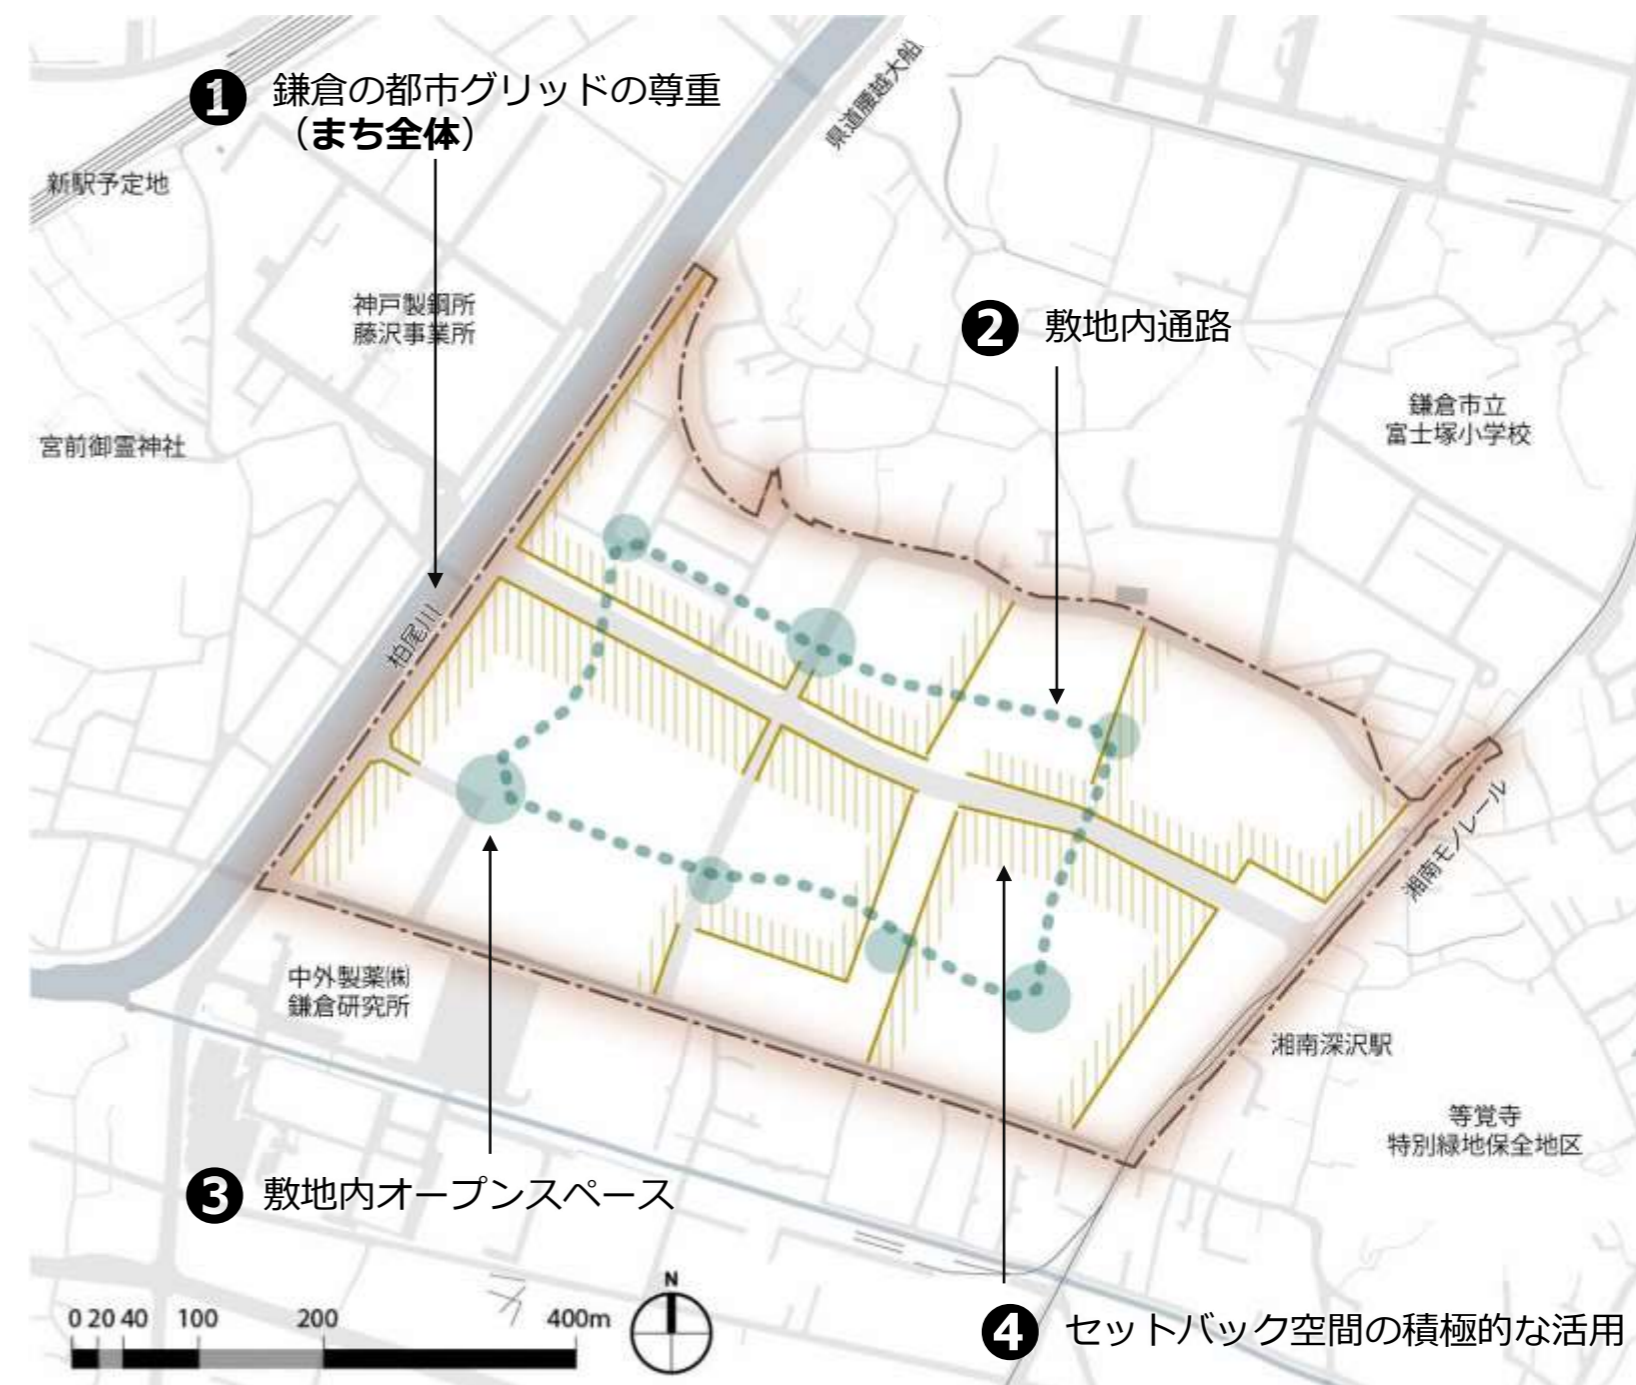 ❶ 鎌倉の都市グリッドの尊重
（まち全体）
県道腰越大船
新駅予定地
神戸製鋼所
藤沢事業所
❷ 敷地内通路
鎌倉市立
富士塚小学校
宮前御霊神社
柏尾川
湘南モノレール
中外製薬㈱
鎌倉研究所
湘南深沢駅
等覚寺
特別緑地保全地区
❸ 敷地内オープンスペース
N
0 20 40 100 200 400m
❹ セットバック空間の積極的な活用